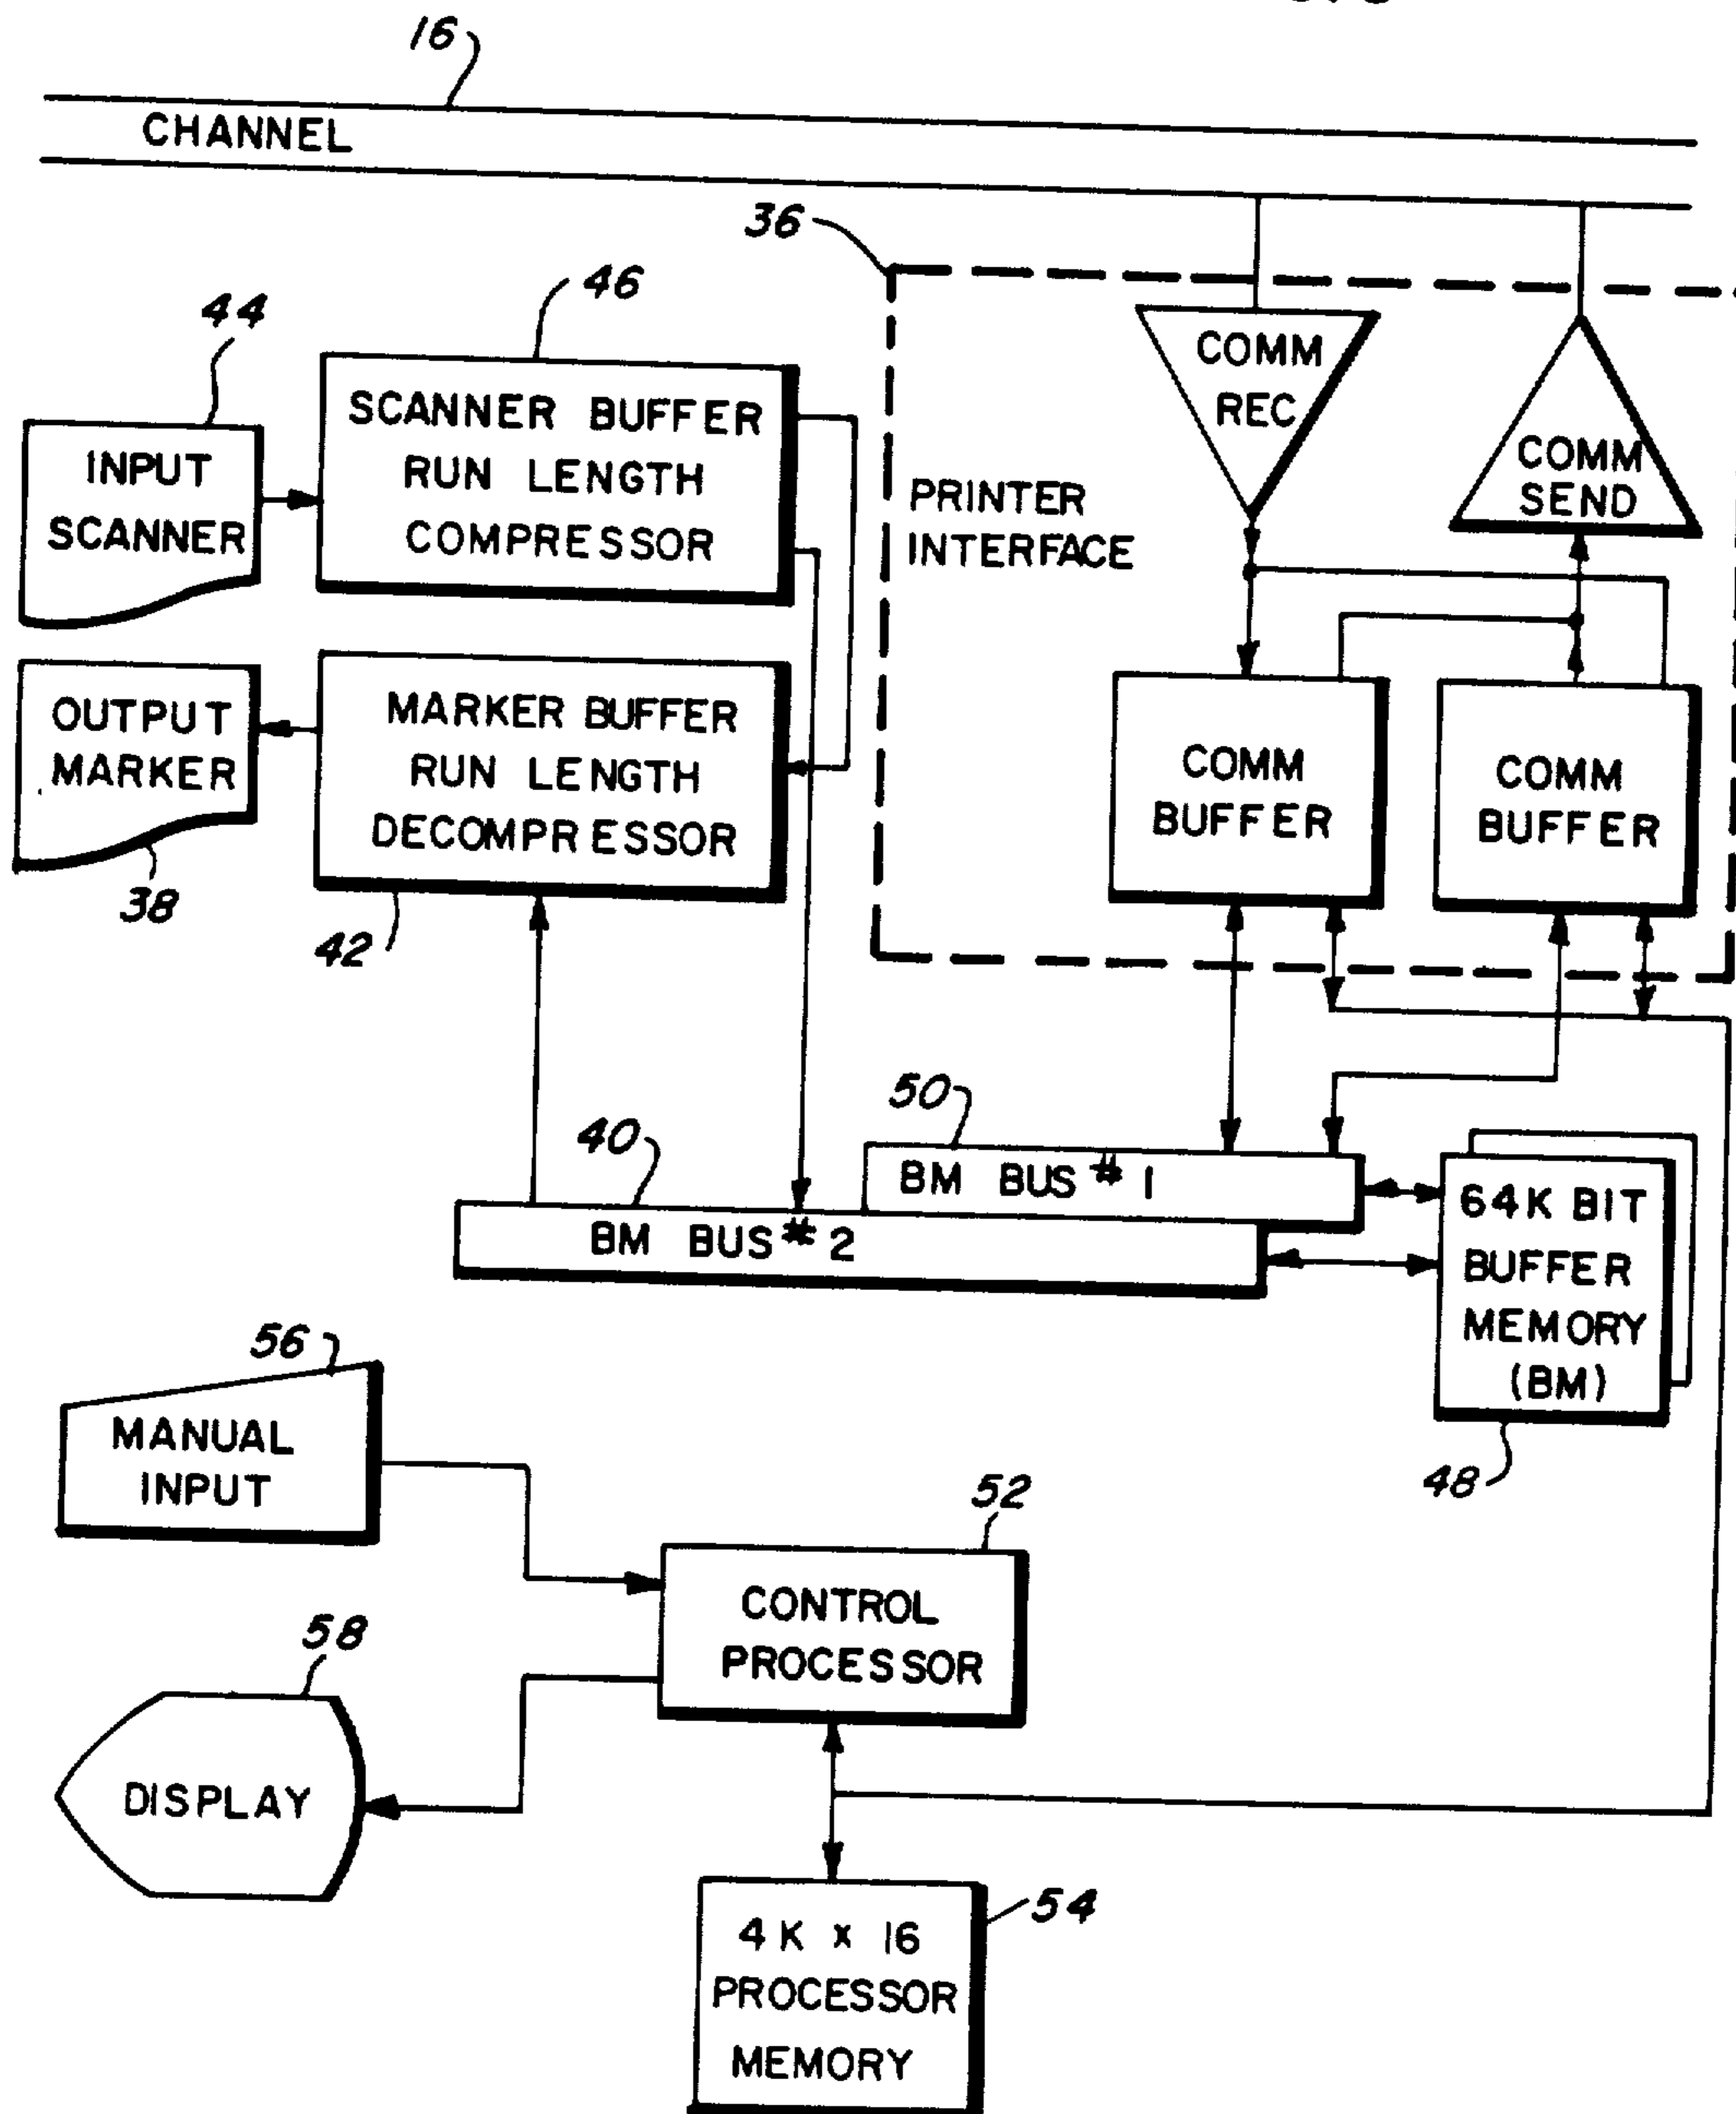 16
CHANNEL
36
46
44
COMM
REC
SCANNER BUFFER
RUN LENGTH
COMPRESSOR
INPUT
SCANNER
COMM
SEND
PRINTER
INTERFACE
OUTPUT
MARKER
MARKER BUFFER
RUN LENGTH
DECOMPRESSOR
COMM
BUFFER
COMM
BUFFER
38
42
50
40
BM BUS #1
BM BUS #2
64K BIT
BUFFER
MEMORY
(BM)
48
56
MANUAL
INPUT
52
CONTROL
PROCESSOR
58
DISPLAY
54
4K x 16
PROCESSOR
MEMORY